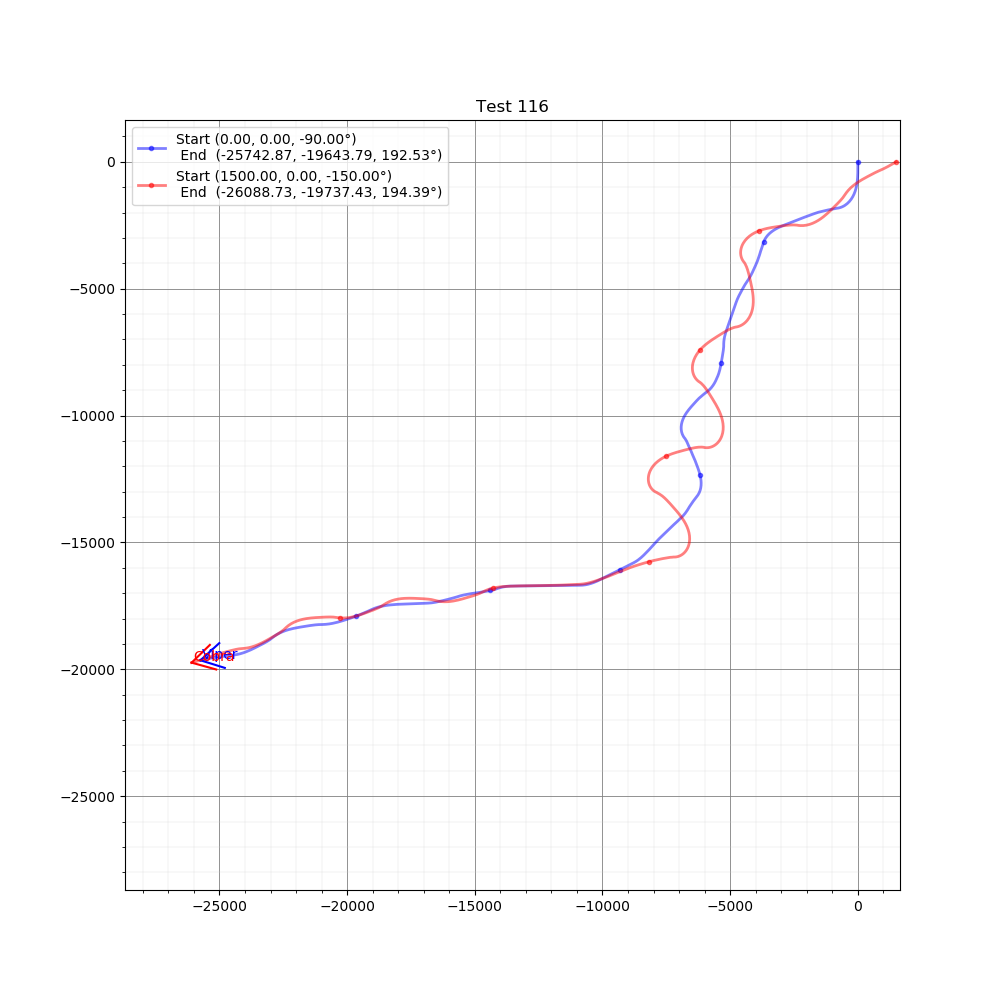 Test 116
Start (0.00, 0.00, -90.00°)
End (-25742.87, -19643.79, 192.53°)
Start (1500.00, 0.00, -150.00°)
End (-26088.73, -19737.43, 194.39°)
0
−5000
−10000
−15000
−20000
−25000
−25000
−20000
−15000
−10000
−5000
0